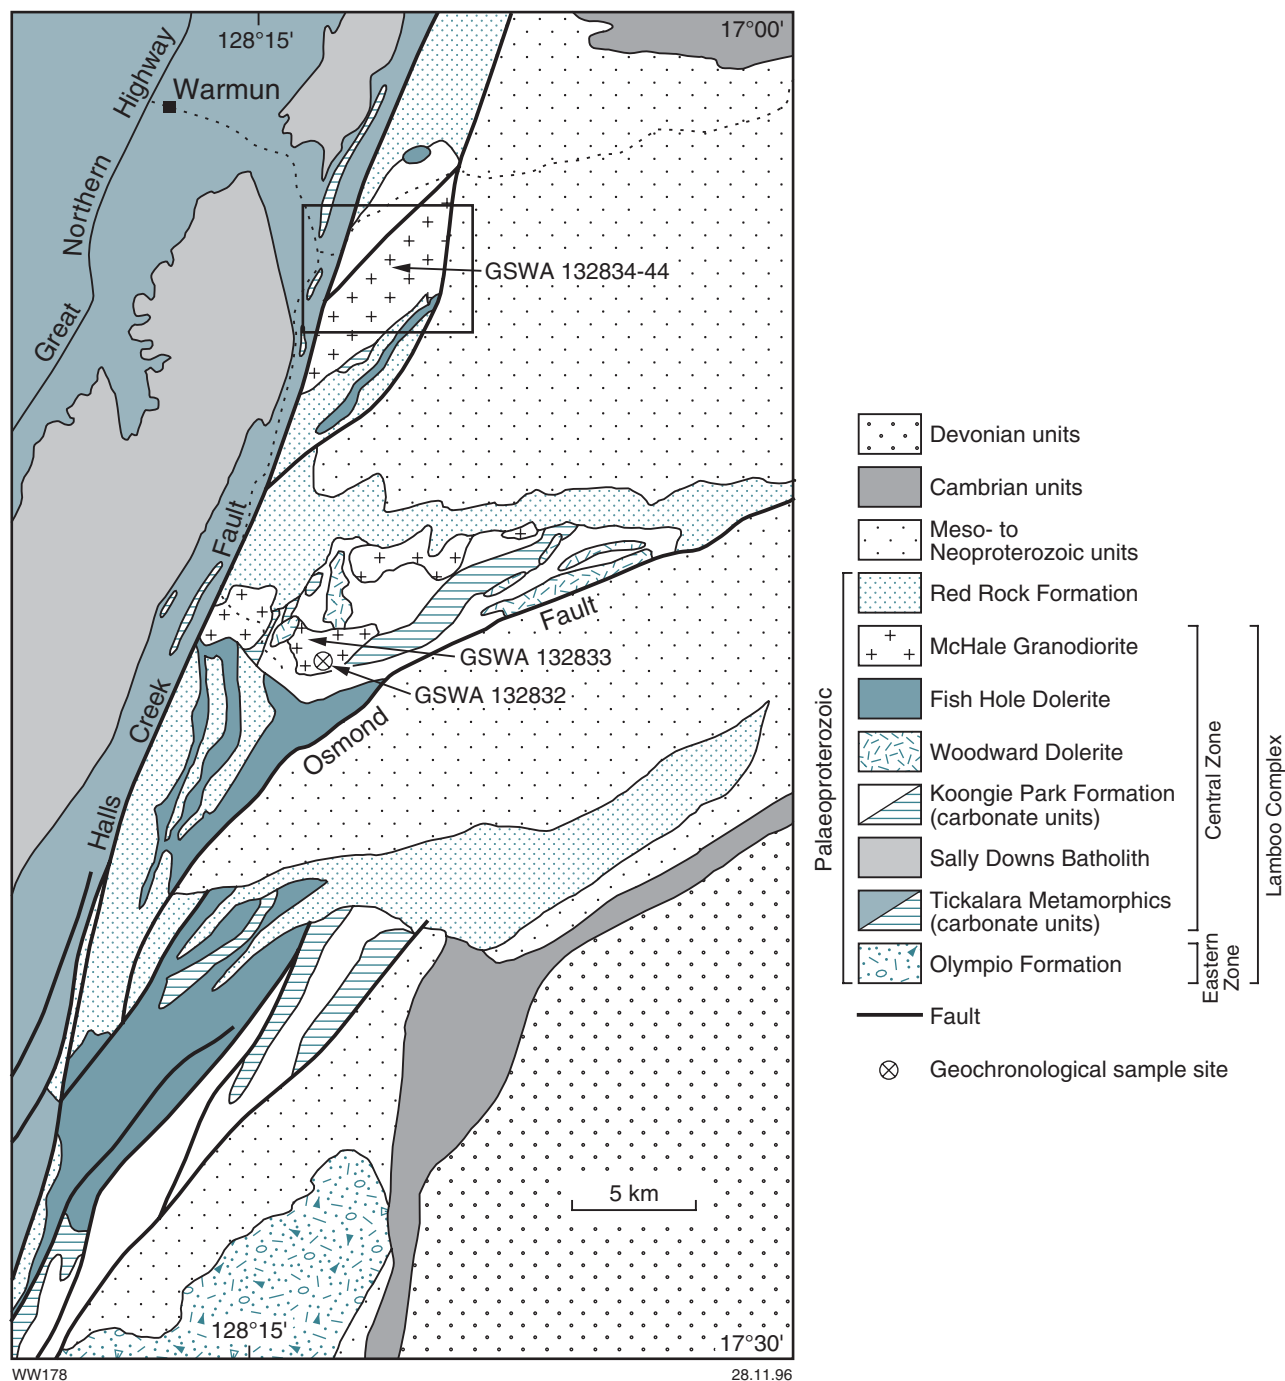 128°15'
17°00'
Highway
Warmun
Northern
Great
GSWA 132834-44
Fault
Fault
GSWA 132833
GSWA 132832
Creek
Osmond
Halls
5 km
128°15'
17°30'
WW178
28.11.96
Devonian units
Cambrian units
Meso- to
Neoproterozoic units
Red Rock Formation
McHale Granodiorite
Fish Hole Dolerite
Woodward Dolerite
Koongie Park Formation
(carbonate units)
Sally Downs Batholith
Tickalara Metamorphics
(carbonate units)
Olympio Formation
Fault
Geochronological sample site
Palaeoproterozoic
Central Zone
Eastern
Zone
Lamboo Complex